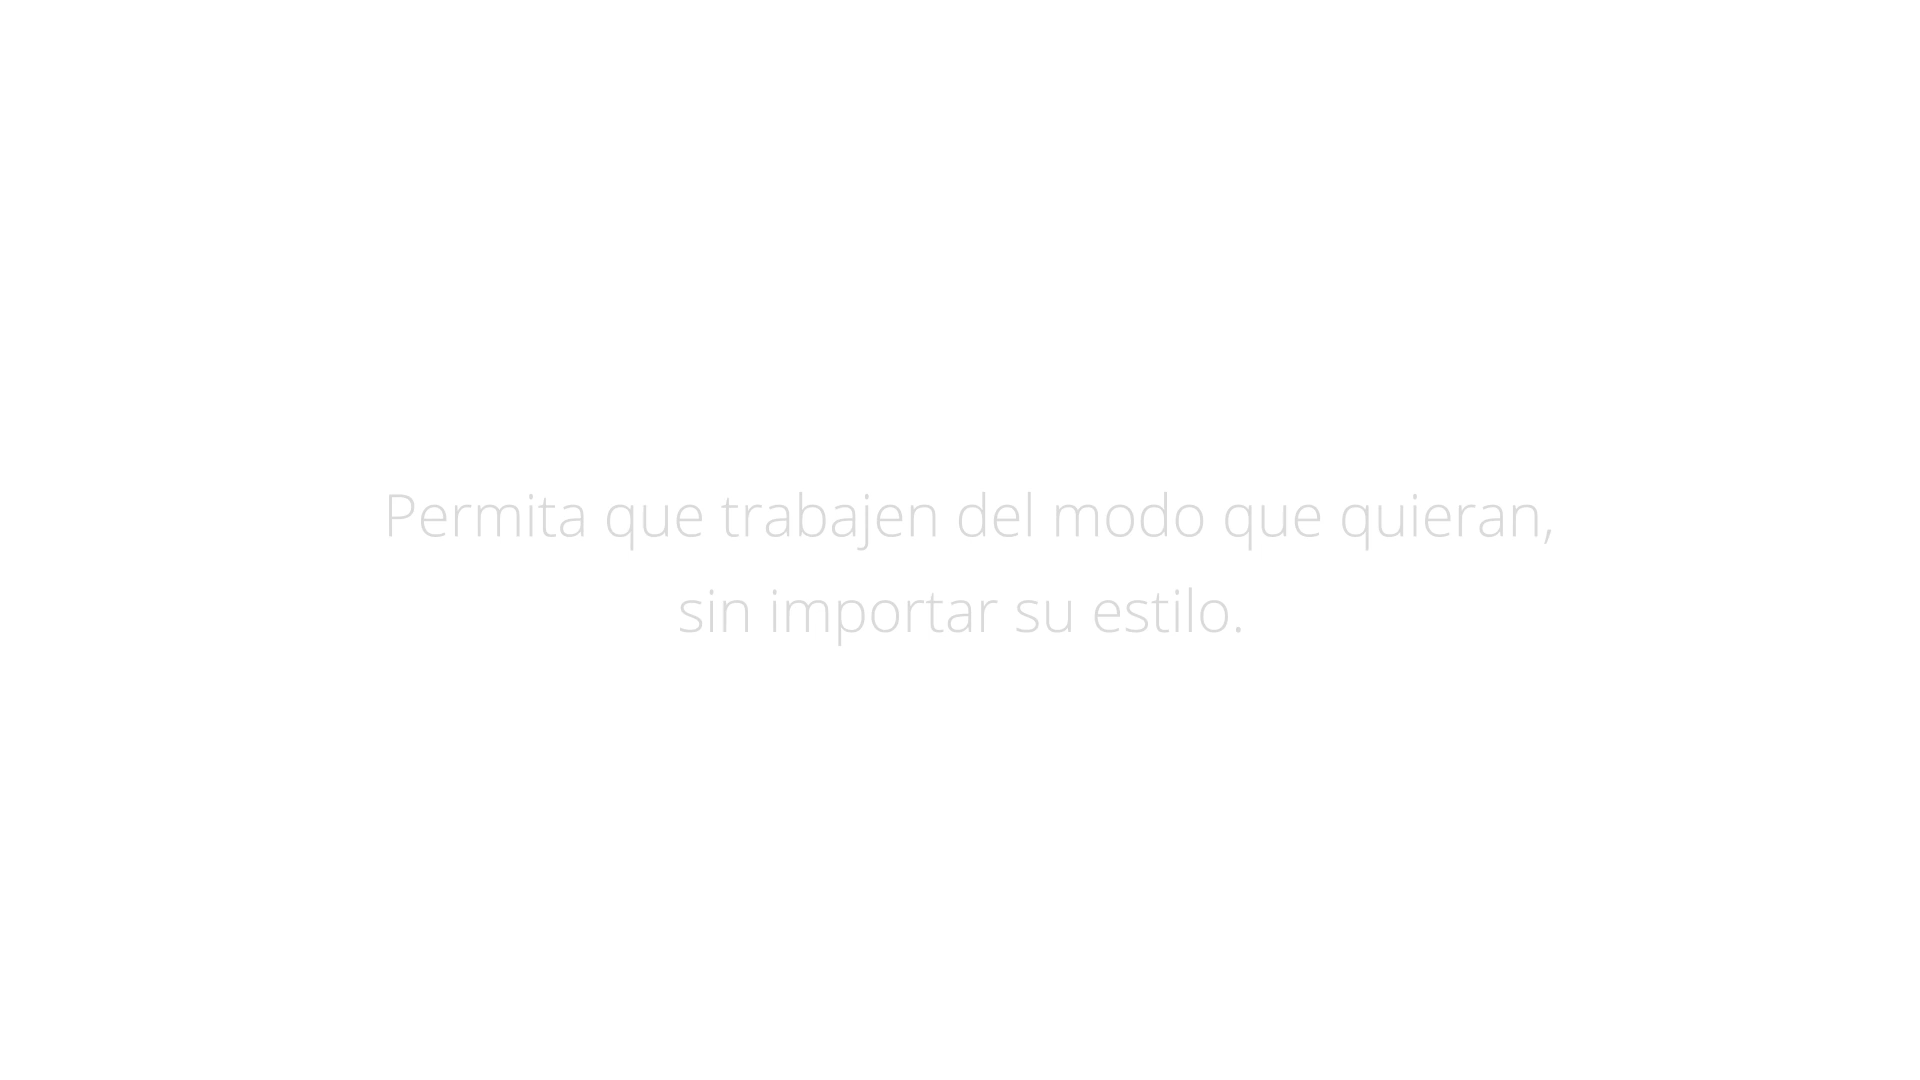 Permita que trabajen del modo que quieran,
sin importar su estilo.